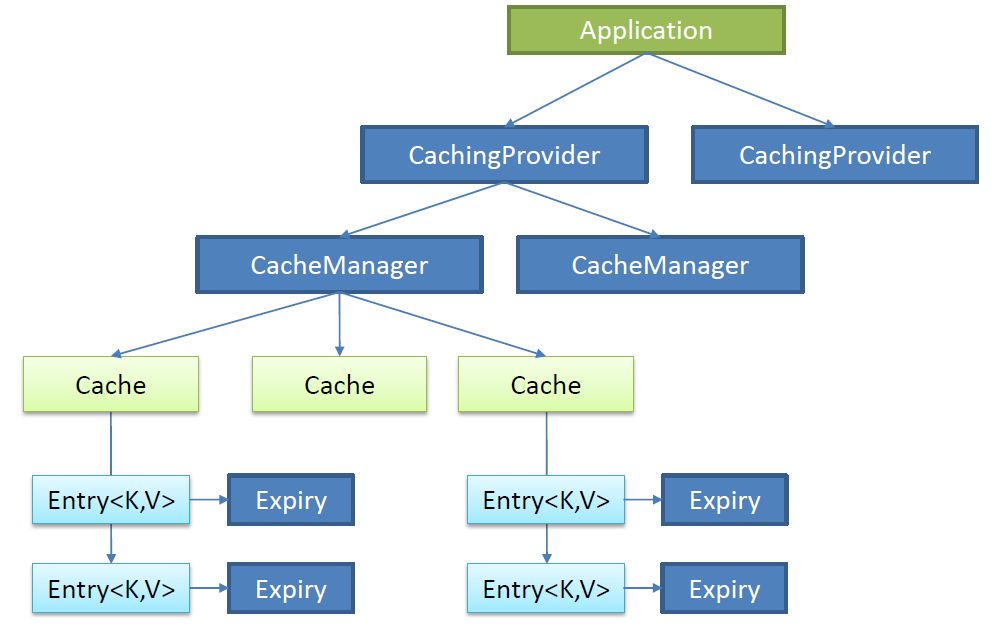 Application
CachingProvider
CachingProvider
CacheManager
CacheManager
Cache
Cache
Cache
Entry<K,V>
Expiry
Entry<K,V>
Expiry
Entry<K,V>
Expiry
Entry<K,V>
Expiry